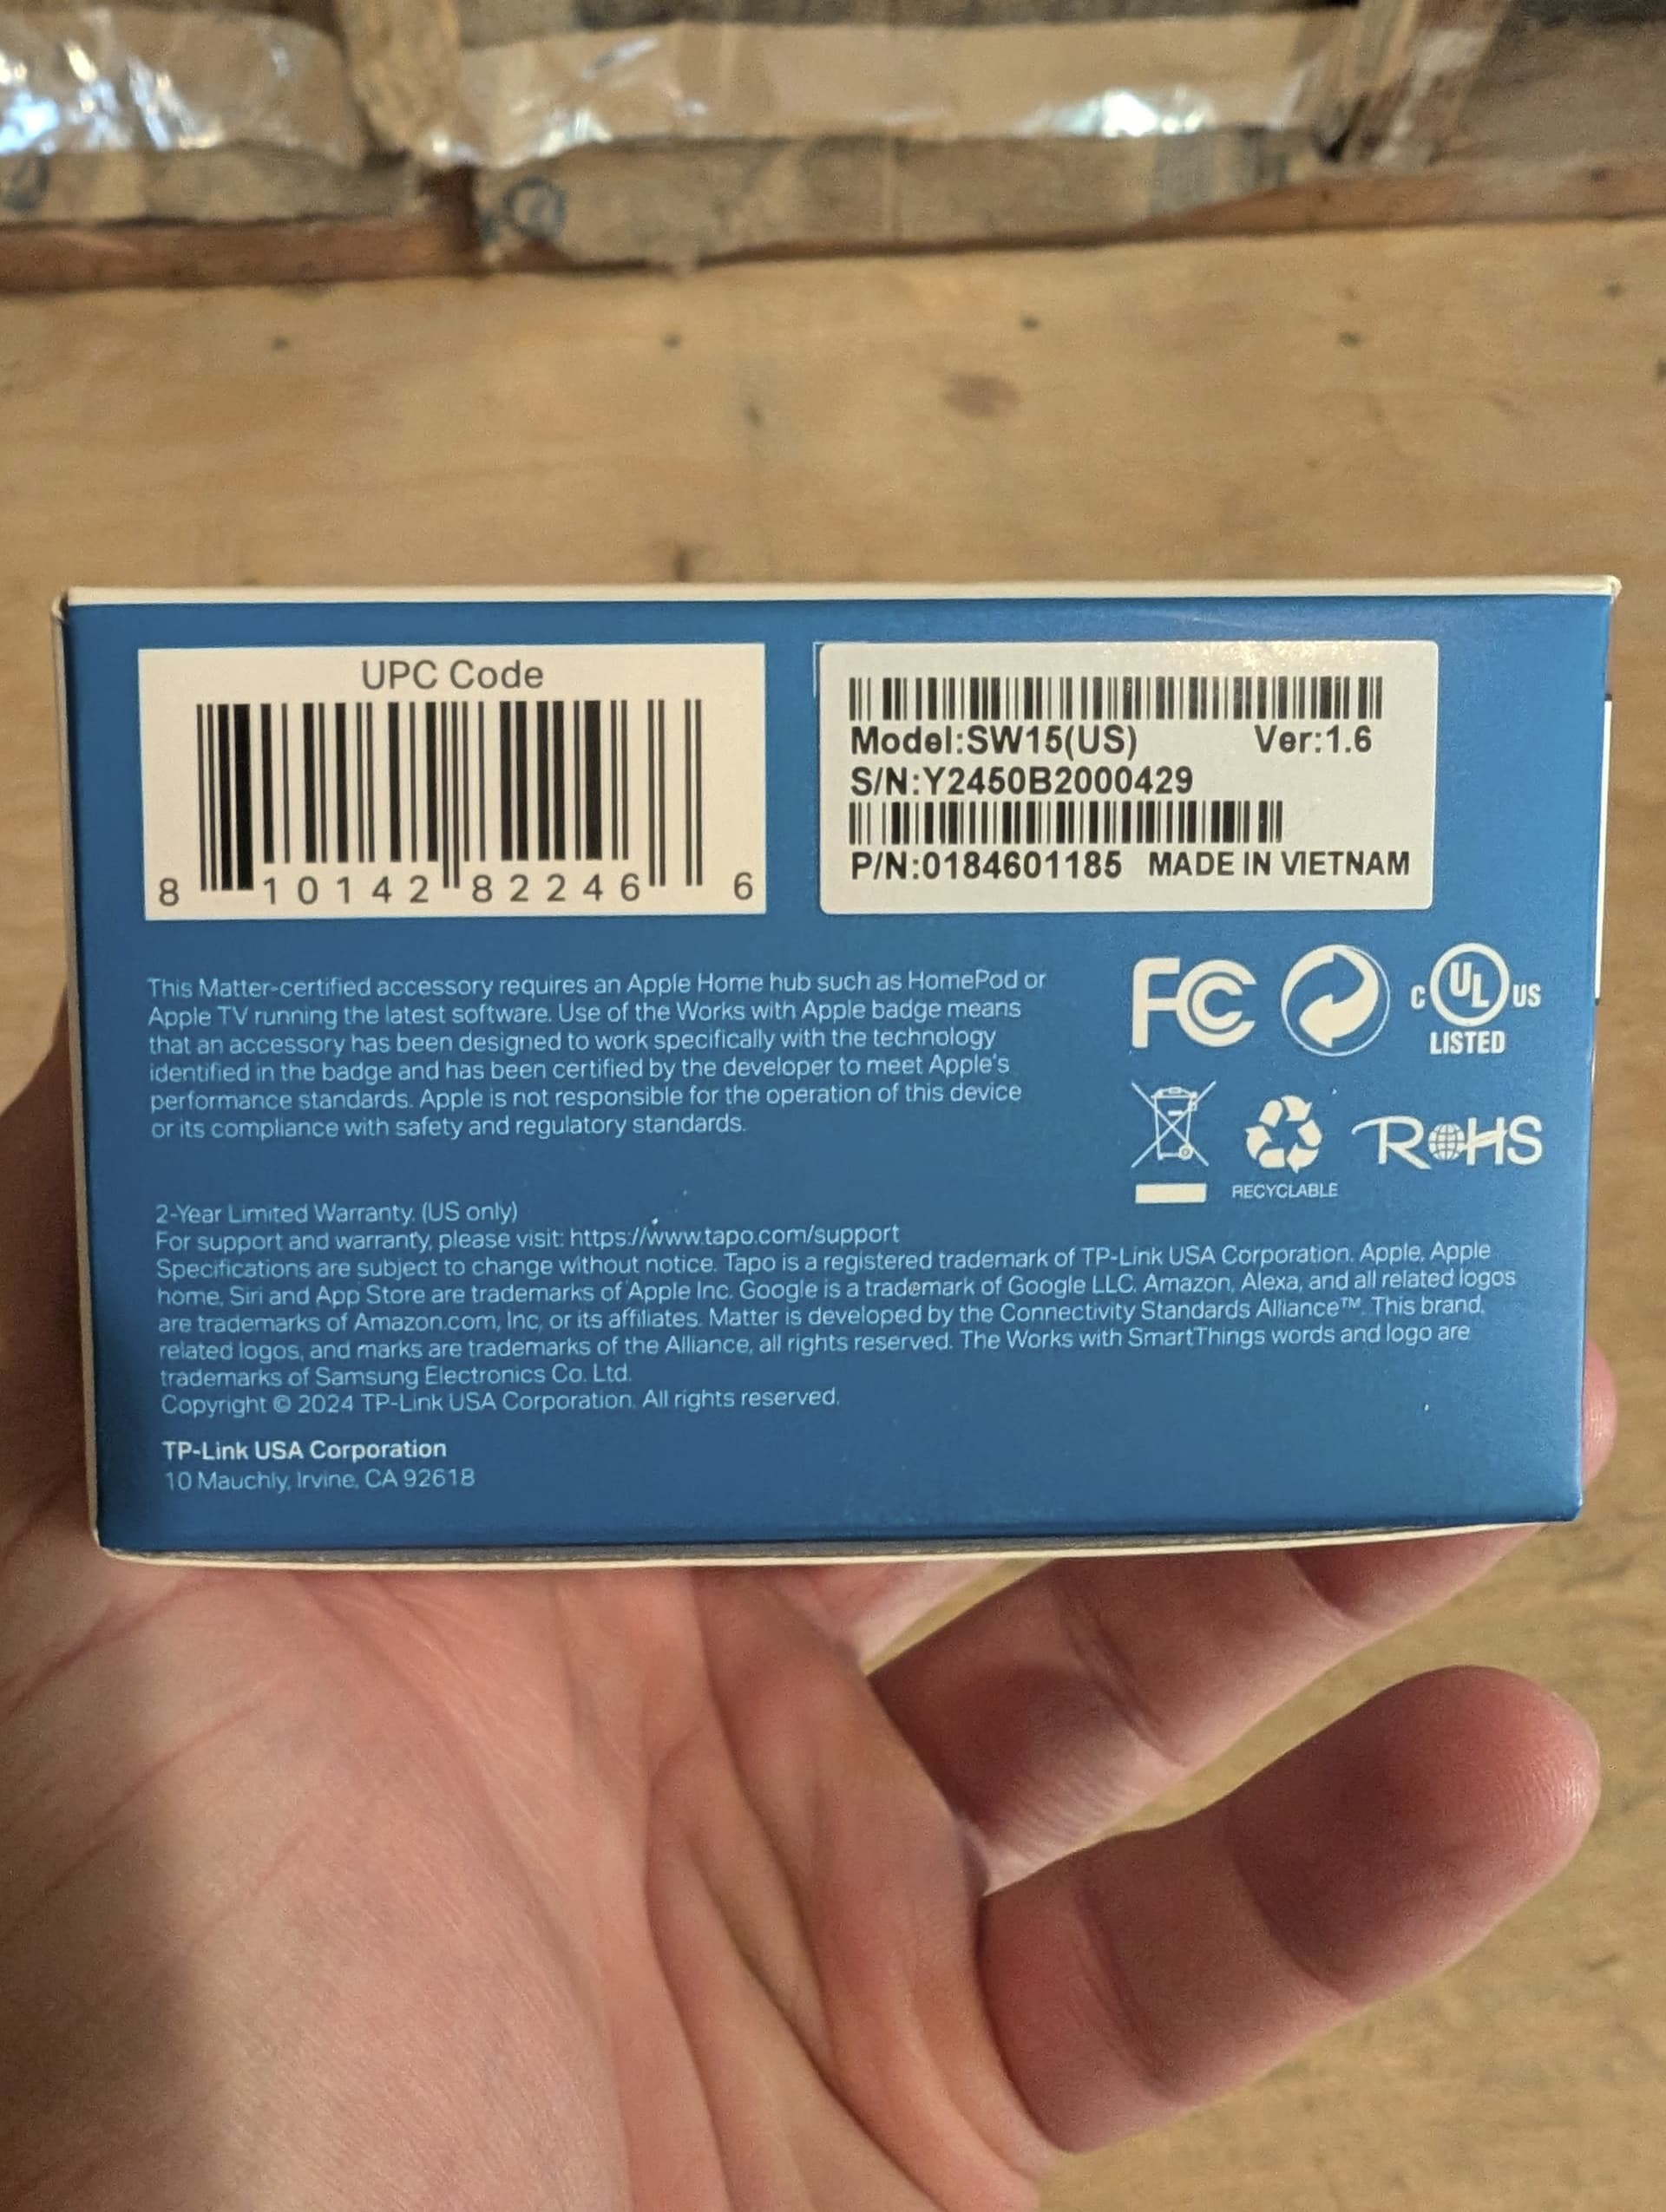 UPC Code
8 10142 82246 6
Model:SW15(US) Ver:1.6
S/N:Y2450B2000429
P/N:0184601185 MADE IN VIETNAM
This Matter-certified accessory requires an Apple Home hub such as HomePod or
Apple TV running the latest software. Use of the Works with Apple badge means
that an accessory has been designed to work specifically with the technology
identified in the badge and has been certified by the developer to meet Apple's
performance standards. Apple is not responsible for the operation of this device
or its compliance with safety and regulatory standards.
FC
C UL US
LISTED
RECYCLABLE
RoHS
2-Year Limited Warranty. (US only)
For support and warranty, please visit: https://www.tapo.com/support
Specifications are subject to change without notice. Tapo is a registered trademark of TP-Link USA Corporation. Apple, Apple
home, Siri and App Store are trademarks of Apple Inc. Google is a trademark of Google LLC. Amazon, Alexa, and all related logos
are trademarks of Amazon.com, Inc. or its affiliates. Matter is developed by the Connectivity Standards Alliance™. This brand,
related logos, and marks are trademarks of the Alliance, all rights reserved. The Works with SmartThings words and logo are
trademarks of Samsung Electronics Co. Ltd.
Copyright © 2024 TP-Link USA Corporation. All rights reserved.
TP-Link USA Corporation
10 Mauchly, Irvine, CA 92618